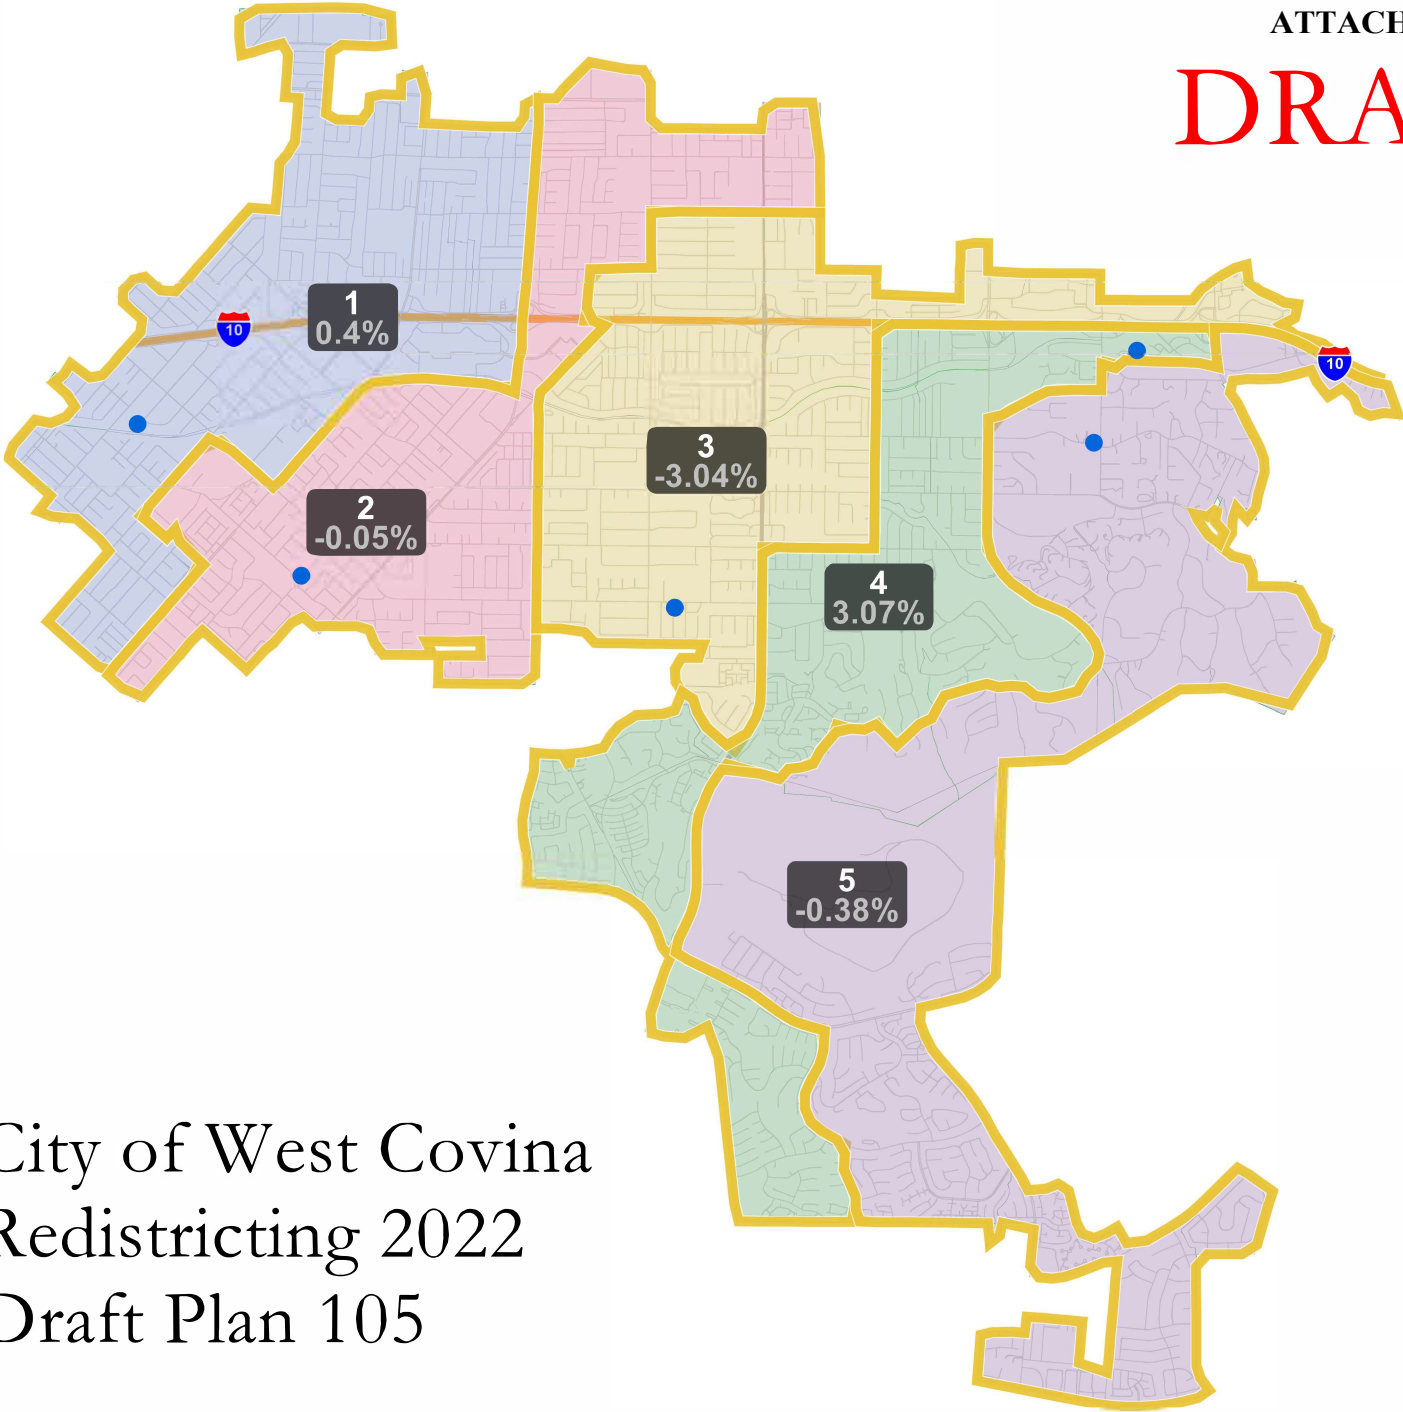 ATTACH
DRA
1
0.4%
10
10
3
-3.04%
2
-0.05%
4
3.07%
5
-0.38%
City of West Covina
Redistricting 2022
Draft Plan 105